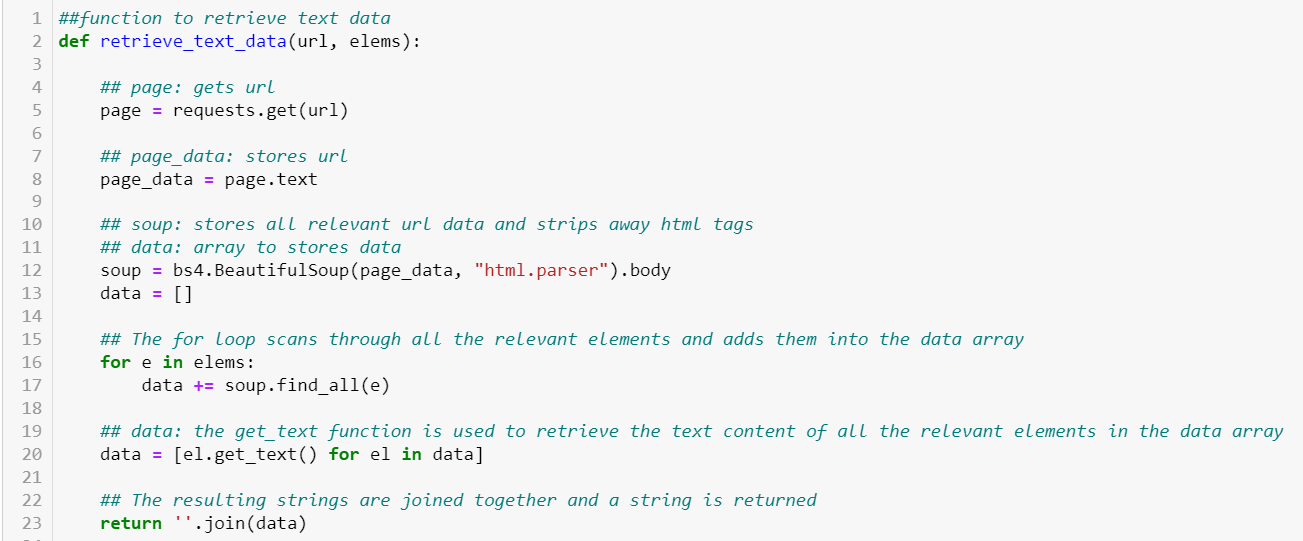 1 ##function to retrieve text data
2 def retrieve_text_data(url, elems):
3
4     ## page: gets url
5     page = requests.get(url)
6
7     ## page_data: stores url
8     page_data = page.text
9
10     ## soup: stores all relevant url data and strips away html tags
11     ## data: array to stores data
12     soup = bs4.BeautifulSoup(page_data, "html.parser").body
13     data = []
14
15     ## The for loop scans through all the relevant elements and adds them into the data array
16     for e in elems:
17         data += soup.find_all(e)
18
19     ## data: the get_text function is used to retrieve the text content of all the relevant elements in the data array
20     data = [el.get_text() for el in data]
21
22     ## The resulting strings are joined together and a string is returned
23     return ''.join(data)